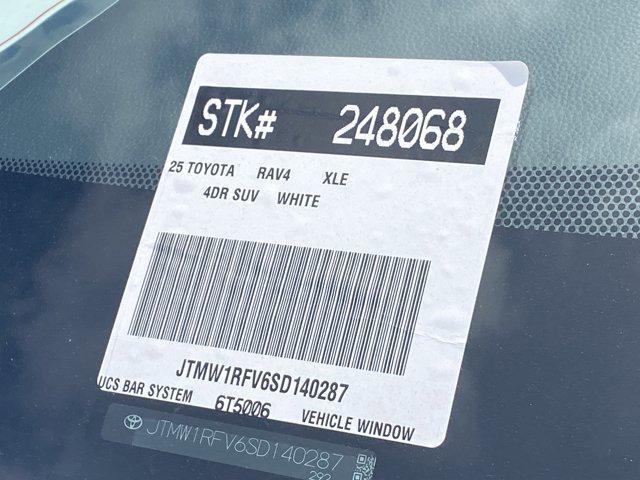 STK# 248068
25 TOYOTA RAV4 XLE
4DR SUV WHITE
JTMW1RFV6SD140287
UCS BAR SYSTEM 6T5006 VEHICLE WINDOW
JTMW1RFV6SD140287